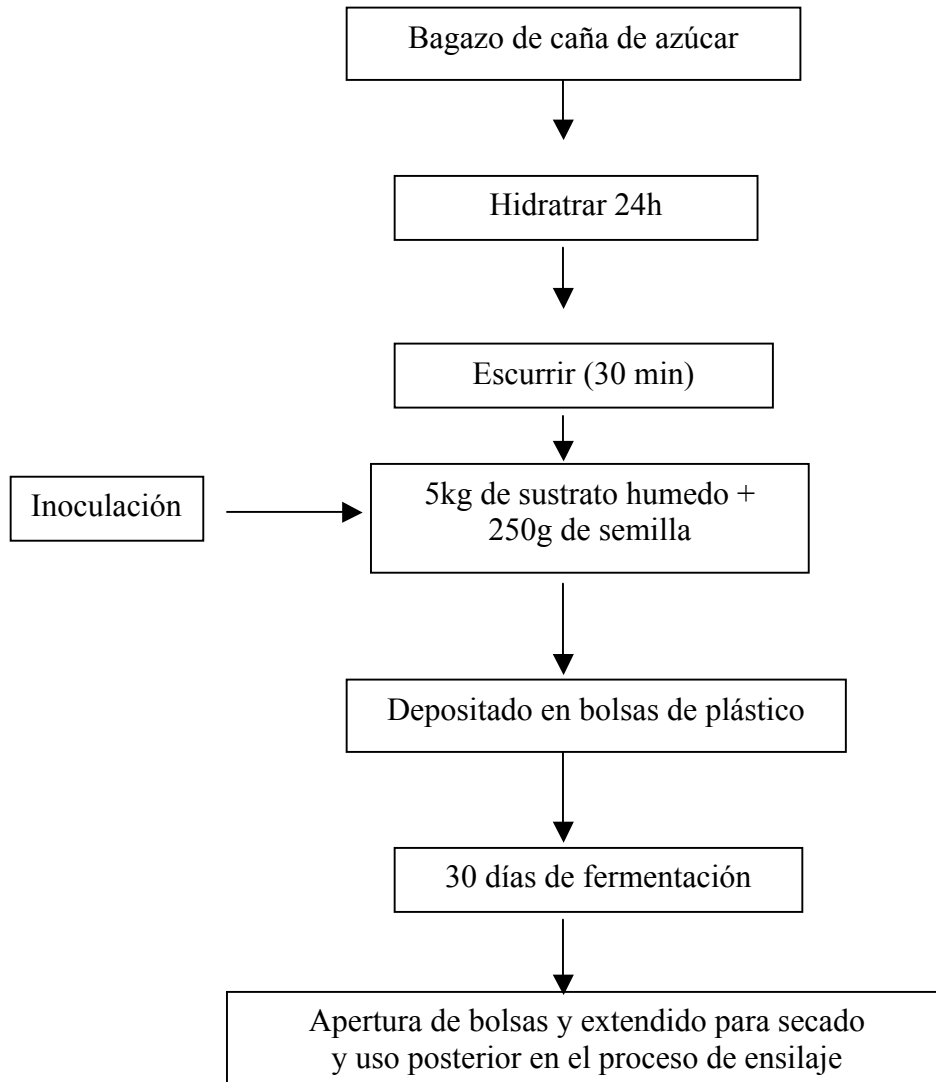 Bagazo de caña de azúcar
Hidratrar 24h
Escurrir (30 min)
Inoculación
5kg de sustrato humedo +
250g de semilla
Depositado en bolsas de plástico
30 días de fermentación
Apertura de bolsas y extendido para secado
y uso posterior en el proceso de ensilaje